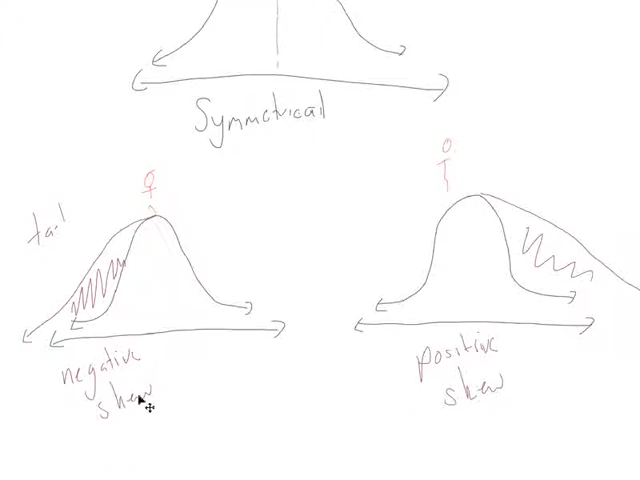 Symmetrical
tail
negative
skew
positive
skew